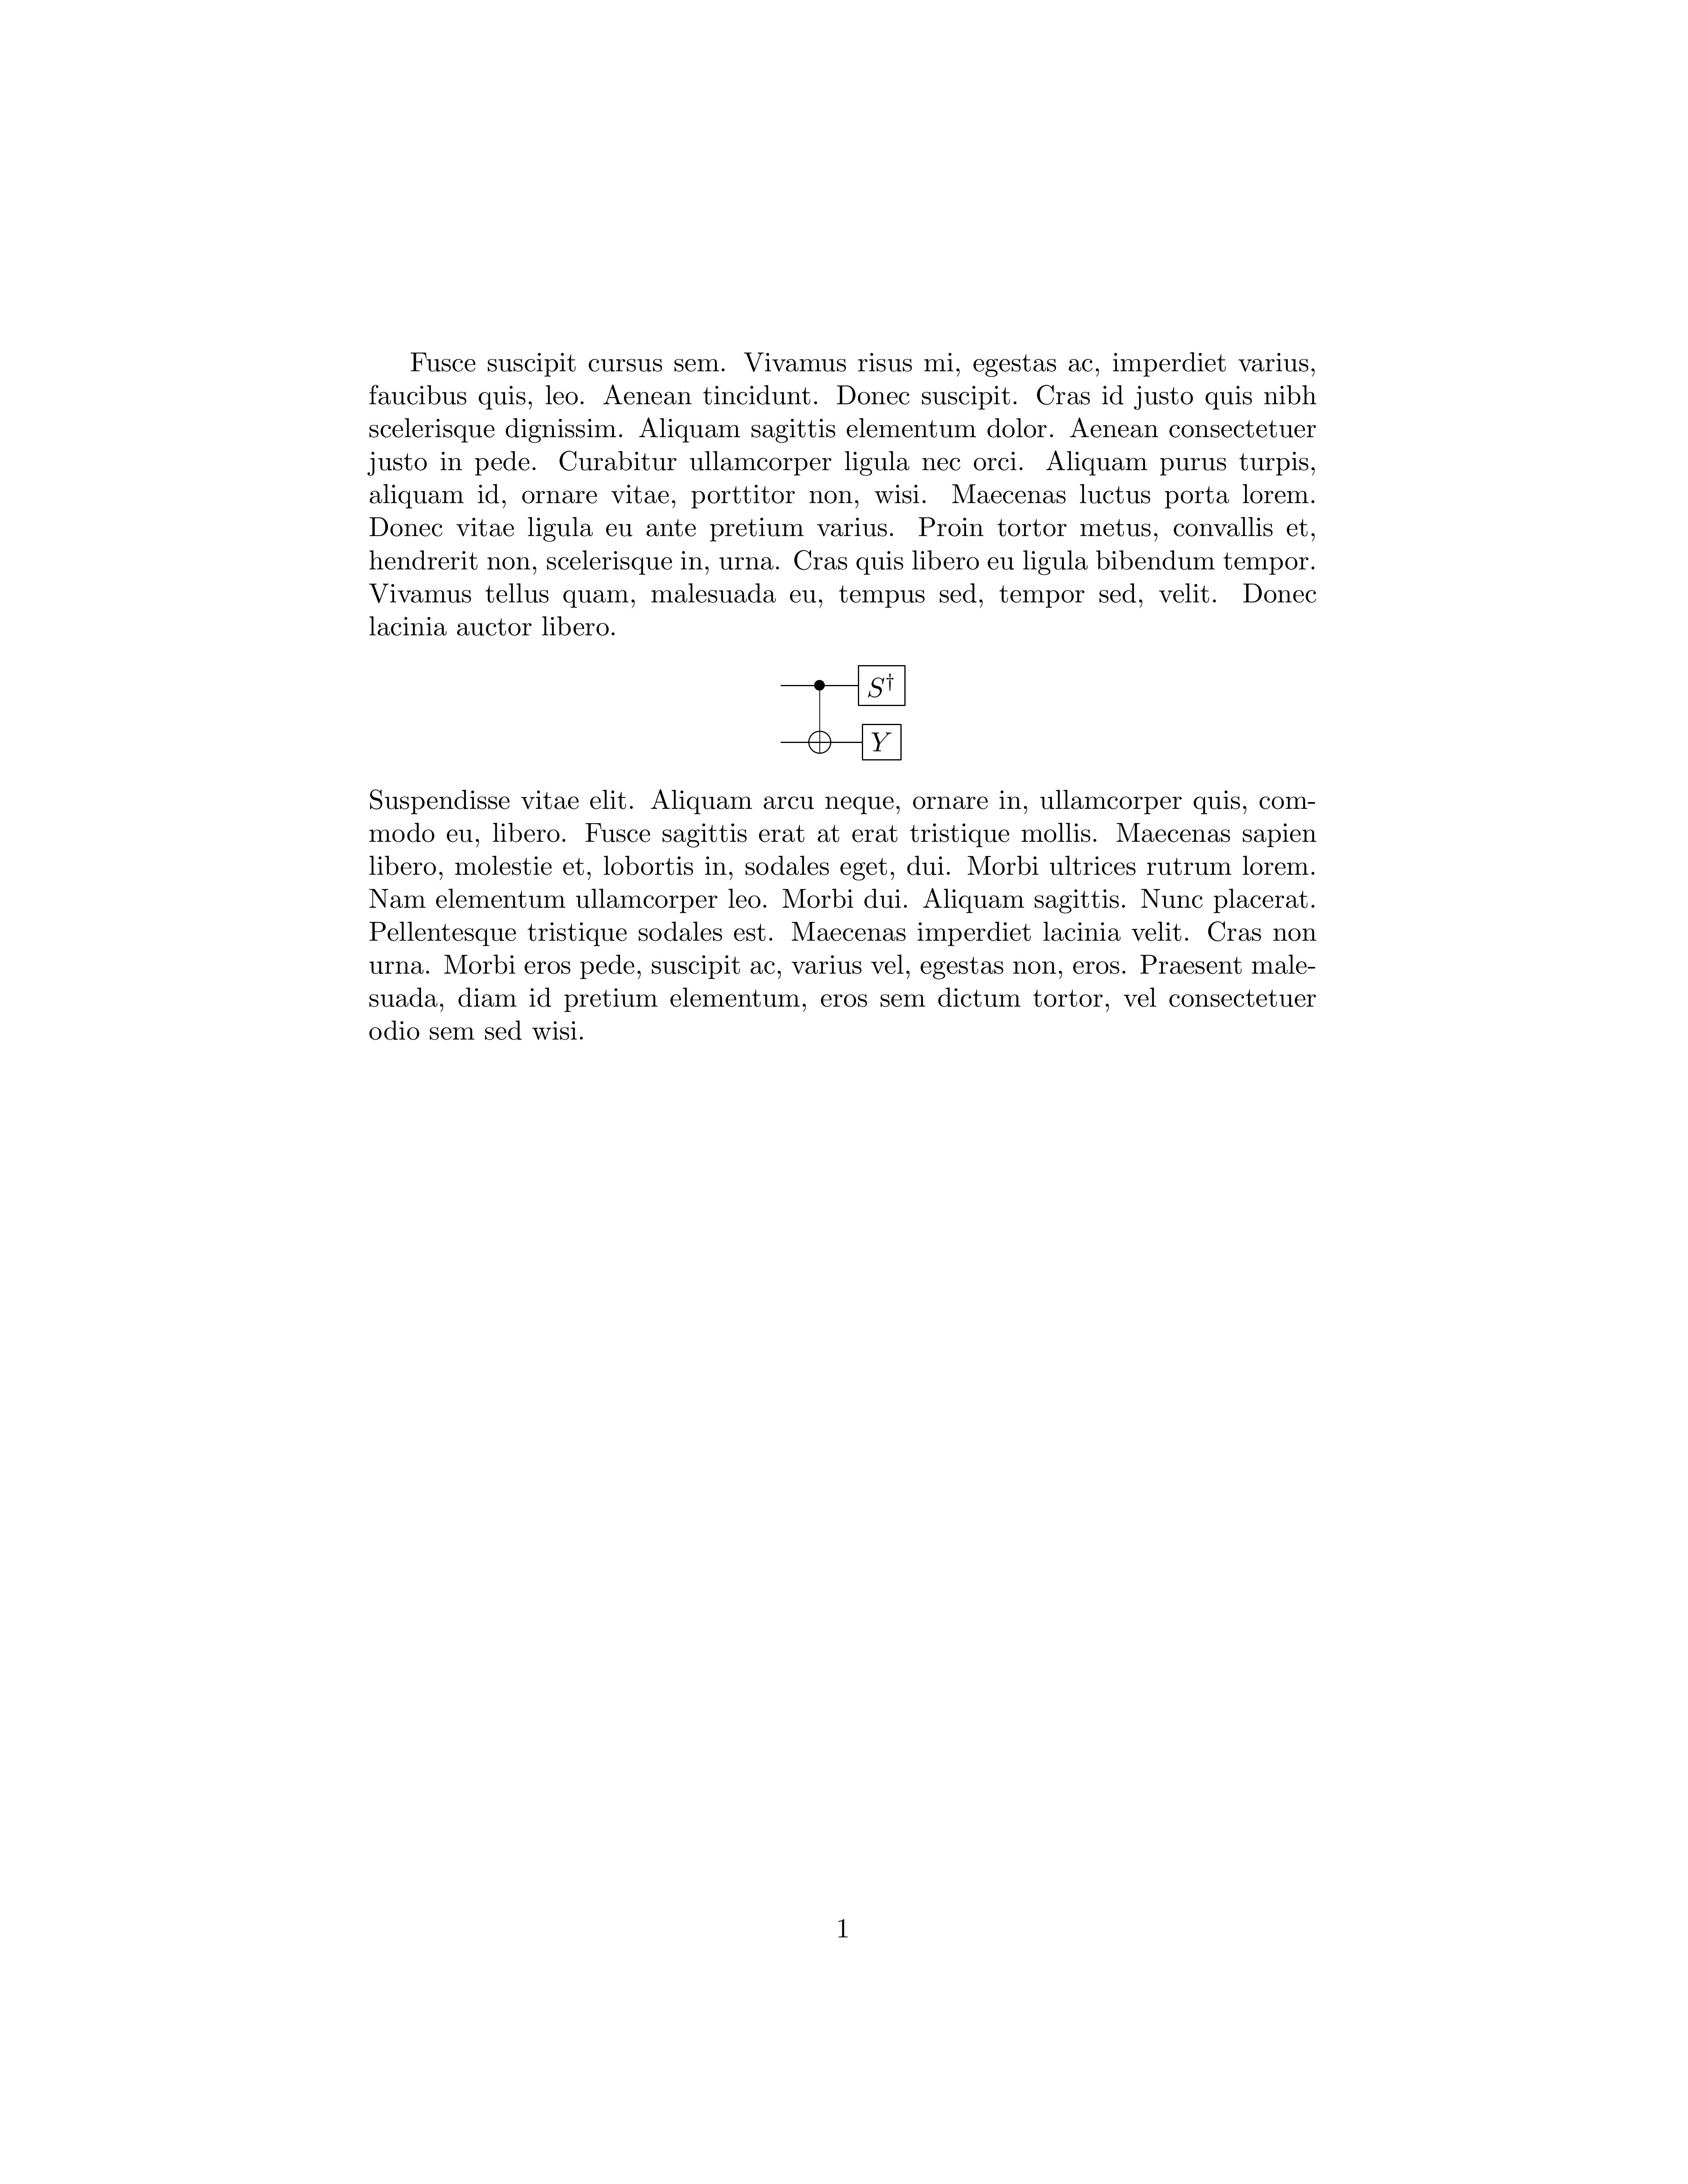 Fusce suscipit cursus sem. Vivamus risus mi, egestas ac, imperdiet varius,
faucibus quis, leo. Aenean tincidunt. Donec suscipit. Cras id justo quis nibh
scelerisque dignissim. Aliquam sagittis elementum dolor. Aenean consectetuer
justo in pede. Curabitur ullamcorper ligula nec orci. Aliquam purus turpis,
aliquam id, ornare vitae, porttitor non, wisi. Maecenas luctus porta lorem.
Donec vitae ligula eu ante pretium varius. Proin tortor metus, convallis et,
hendrerit non, scelerisque in, urna. Cras quis libero eu ligula bibendum tempor.
Vivamus tellus quam, malesuada eu, tempus sed, tempor sed, velit. Donec
lacinia auctor libero.
S†
Y
Suspendisse vitae elit. Aliquam arcu neque, ornare in, ullamcorper quis, com-
modo eu, libero. Fusce sagittis erat at erat tristique mollis. Maecenas sapien
libero, molestie et, lobortis in, sodales eget, dui. Morbi ultrices rutrum lorem.
Nam elementum ullamcorper leo. Morbi dui. Aliquam sagittis. Nunc placerat.
Pellentesque tristique sodales est. Maecenas imperdiet lacinia velit. Cras non
urna. Morbi eros pede, suscipit ac, varius vel, egestas non, eros. Praesent male-
suada, diam id pretium elementum, eros sem dictum tortor, vel consectetuer
odio sem sed wisi.
1